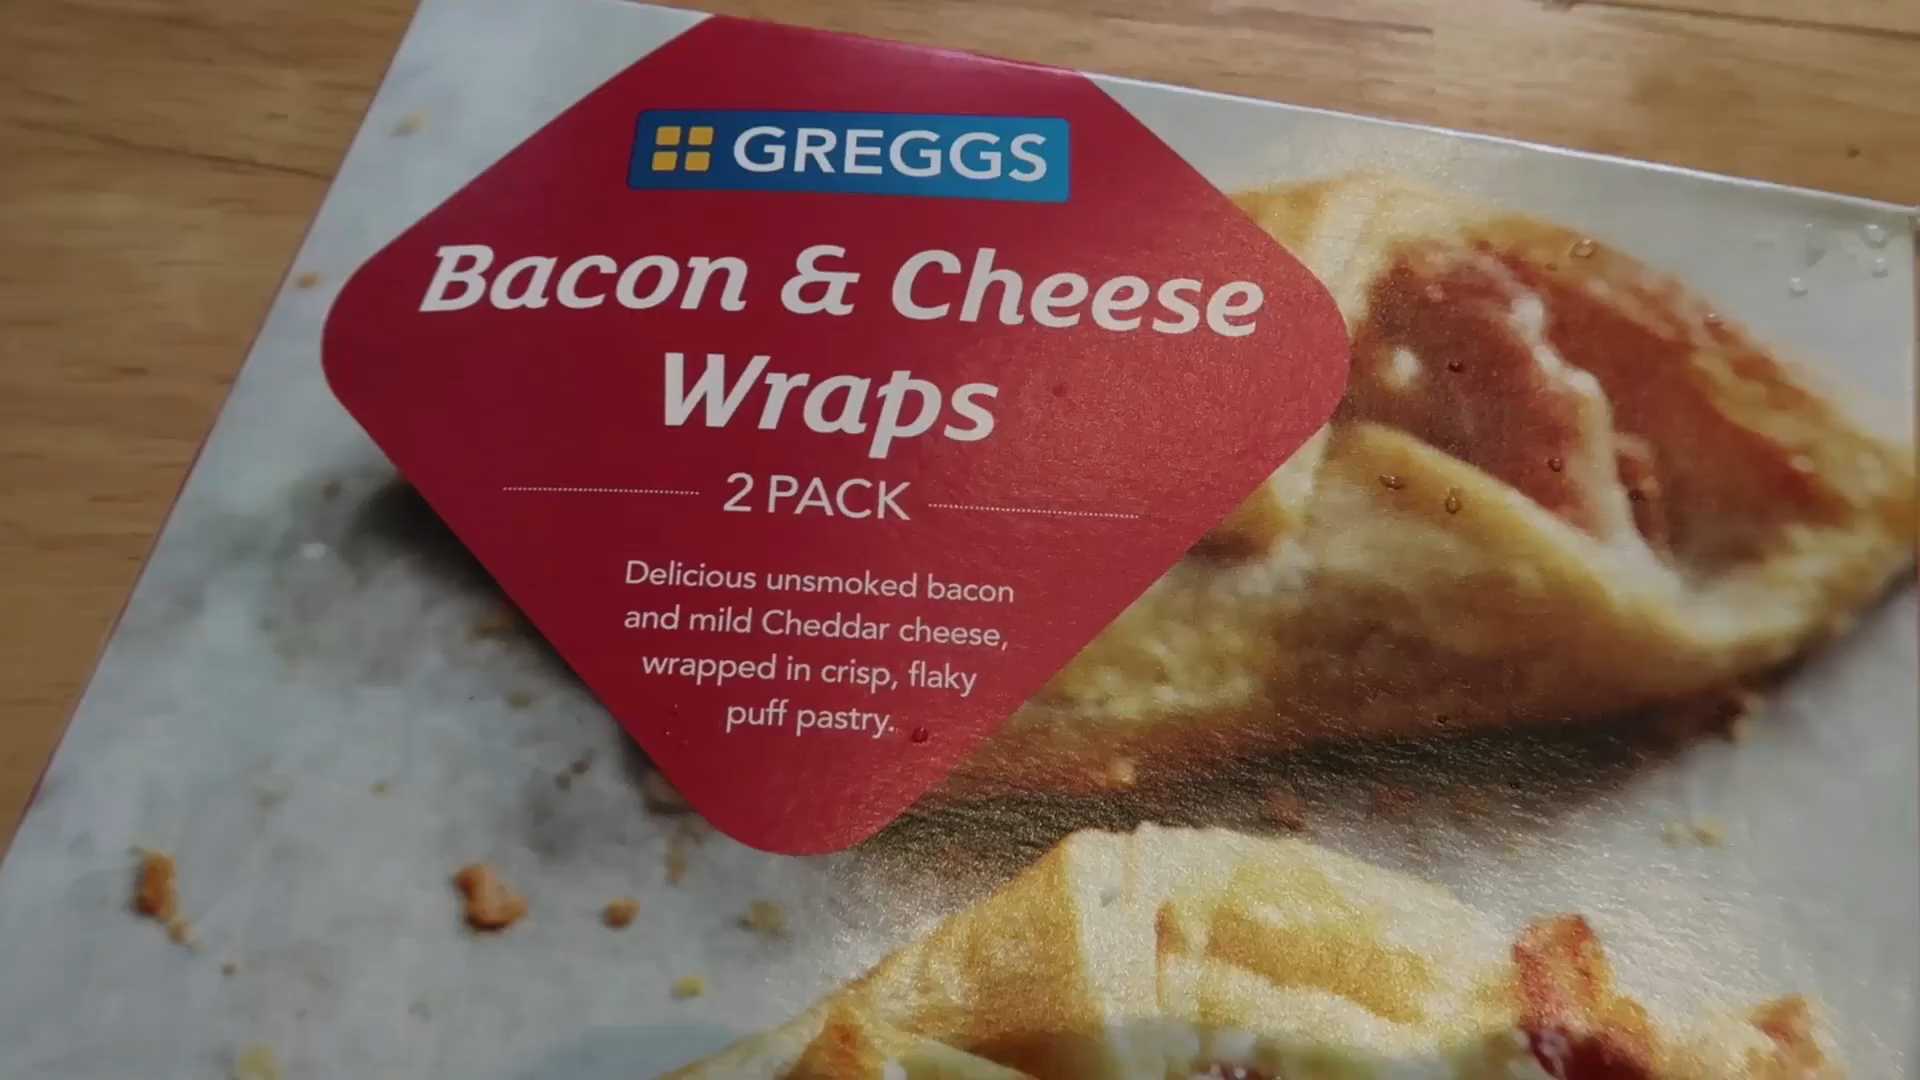 GREGGS
Bacon & Cheese
Wraps
2 PACK
Delicious unsmoked bacon
and mild Cheddar cheese,
wrapped in crisp, flaky
puff pastry.